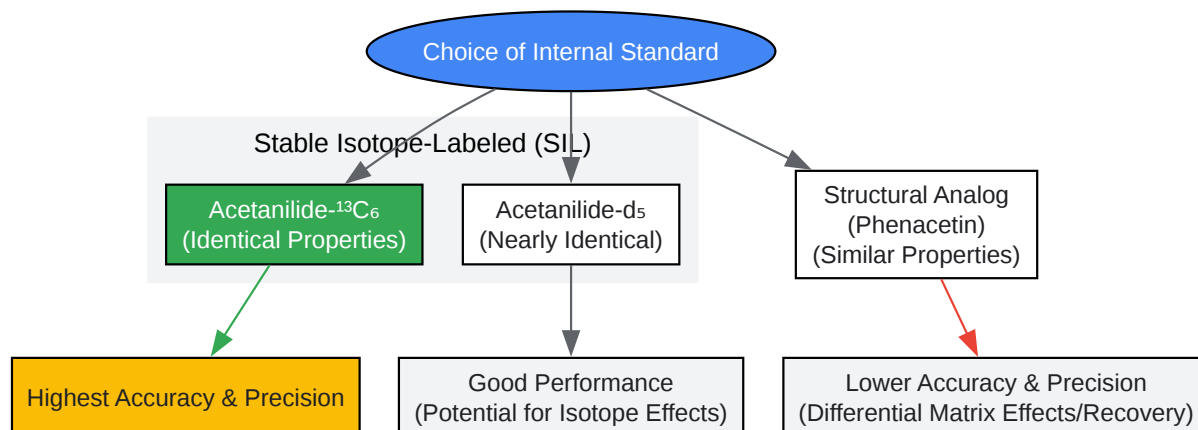 Choice of Internal Standard
Stable Isotope-Labeled (SIL)
Acetanilide-¹³C₆
(Identical Properties)
Acetanilide-d₅
(Nearly Identical)
Structural Analog
(Phenacetin)
(Similar Properties)
Highest Accuracy & Precision
Good Performance
(Potential for Isotope Effects)
Lower Accuracy & Precision
(Differential Matrix Effects/Recovery)